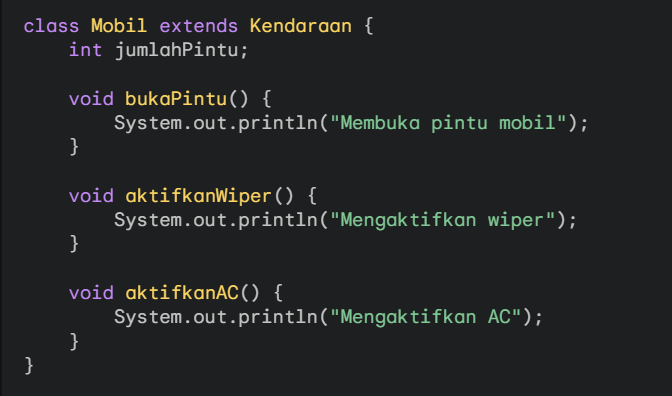 class Mobil extends Kendaraan {
    int jumlahPintu;

    void bukaPintu() {
        System.out.println("Membuka pintu mobil");
    }

    void aktifkanWiper() {
        System.out.println("Mengaktifkan wiper");
    }

    void aktifkanAC() {
        System.out.println("Mengaktifkan AC");
    }
}